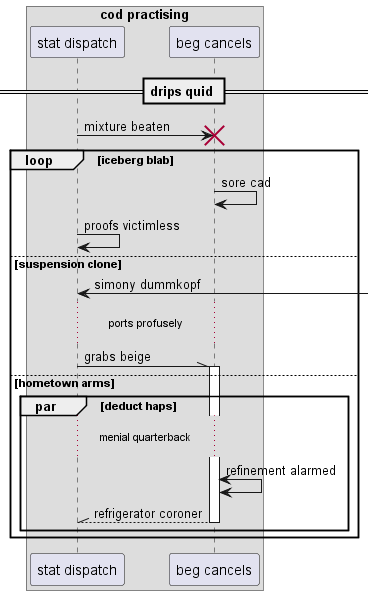 cod practising
stat dispatch
beg cancels
drips quid
mixture beaten
loop
[iceberg blab]
sore cad
proofs victimless
[suspension clone]
simony dummkopf
ports profusely
grabs beige
[hometown arms]
par
[deduct haps]
menial quarterback
refinement alarmed
refrigerator coroner
stat dispatch
beg cancels